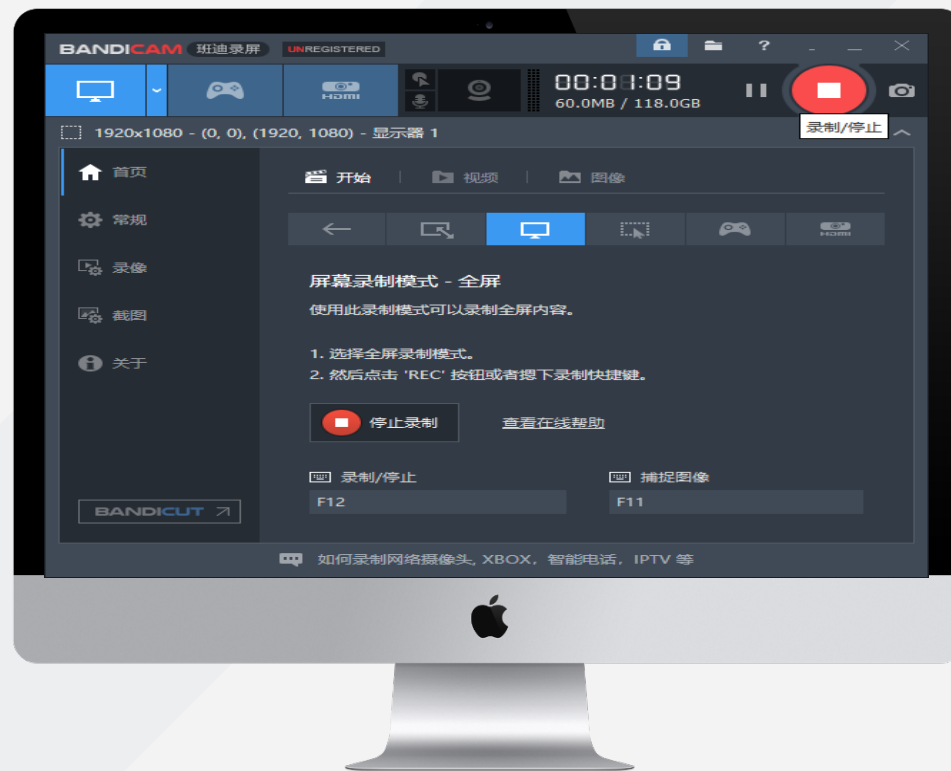 BANDICAM 班迪录屏 UNREGISTERED ?
HDMI 00:01:09
60.0MB / 118.0GB
1920x1080 - (0, 0), (1920, 1080) - 显示器 1
录制/停止
首页
常规
录像
截图
关于
BANDICUT
开始 视频 图像
HDMI
屏幕录制模式 - 全屏
使用此录制模式可以录制全屏内容。
1. 选择全屏录制模式。
2. 然后点击 'REC' 按钮或者摁下录制快捷键。
停止录制 查看在线帮助
录制/停止 捕捉图像
F12 F11
如何录制网络摄像头, XBOX, 智能电话, IPTV 等